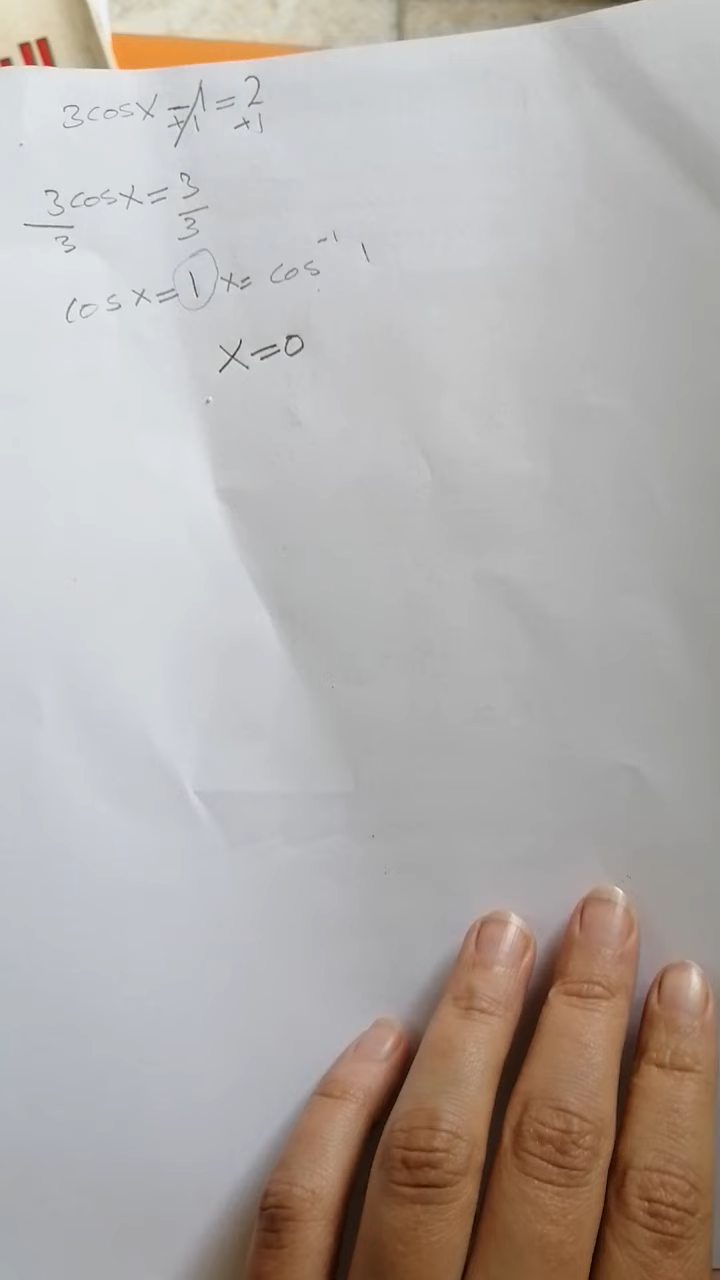 3cosx -1 = 2
+1 +1
3cosx = 3
3 3
cosx = 1 x = cos⁻¹ 1
x = 0